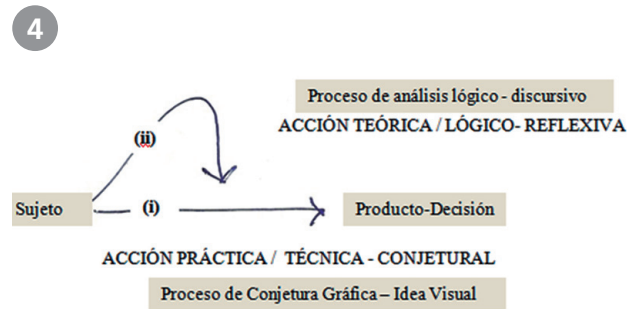 4
Proceso de análisis lógico - discursivo
ACCIÓN TEÓRICA / LÓGICO- REFLEXIVA
(ii)
Sujeto
(i)
Producto-Decisión
ACCIÓN PRÁCTICA / TÉCNICA - CONJETURAL
Proceso de Conjetura Gráfica – Idea Visual